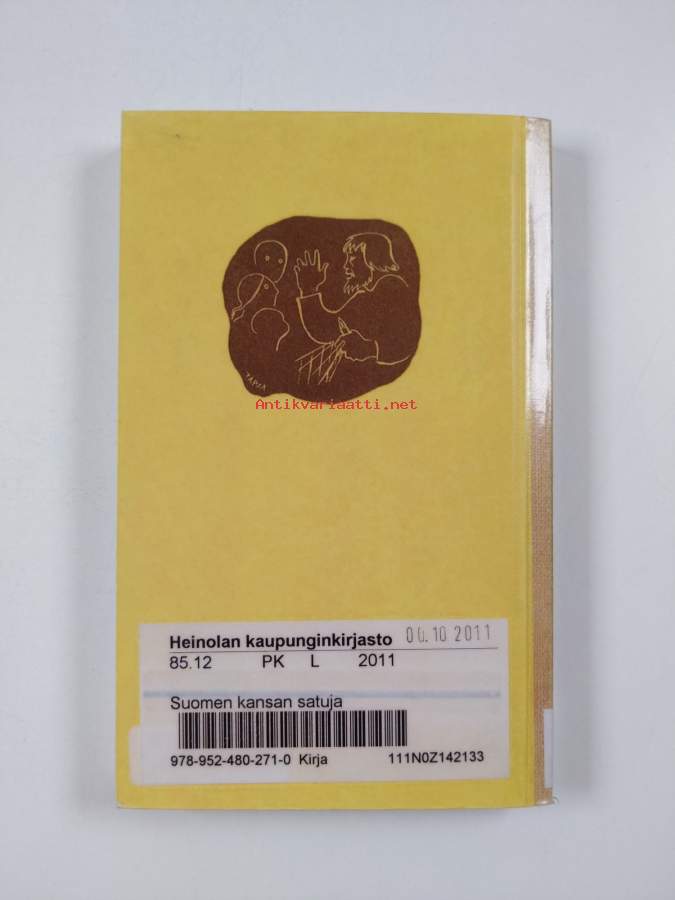 TAPIA
Antikvariaatti.net
Heinolan kaupunginkirjasto 00.10 2011
85.12 PK L 2011
Suomen kansan satuja
978-952-480-271-0 Kirja 111N0Z142133